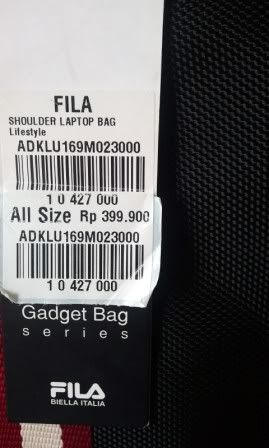 FILA
SHOULDER LAPTOP BAG
Lifestyle
ADKLU169M023000
1 0 427 000
All Size Rp 399.900
ADKLU169M023000
1 0 427 000
Gadget Bag
series
FILA
BIELLA ITALIA